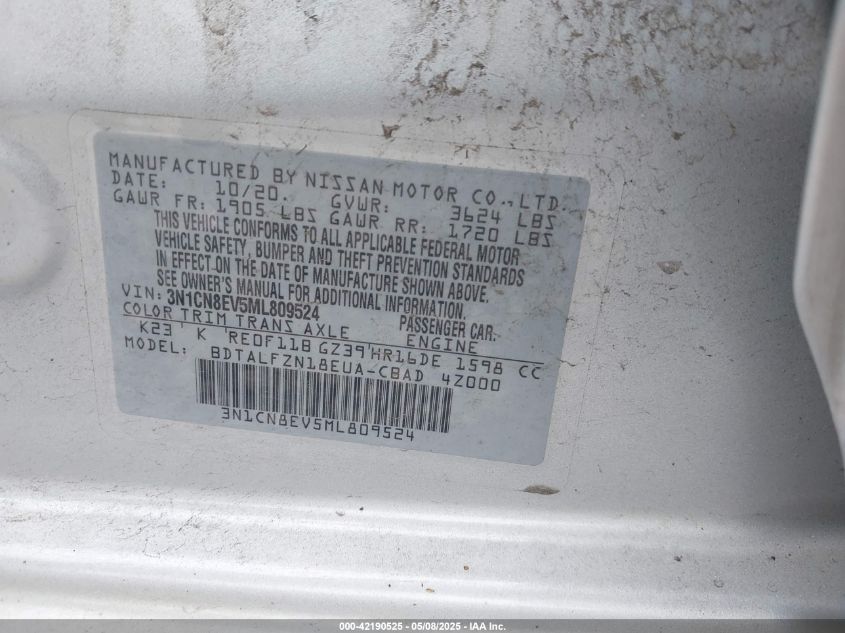 MANUFACTURED BY NISSAN MOTOR CO., LTD.
DATE: 10/20. GVWR: 3624 LBS
GAWR FR: 1905 LBS GAWR RR: 1720 LBS
THIS VEHICLE CONFORMS TO ALL APPLICABLE FEDERAL MOTOR
VEHICLE SAFETY, BUMPER AND THEFT PREVENTION STANDARDS
IN EFFECT ON THE DATE OF MANUFACTURE SHOWN ABOVE.
SEE OWNER'S MANUAL FOR ADDITIONAL INFORMATION.
VIN: 3N1CN8EV5ML809524 PASSENGER CAR.
COLOR TRIM TRANS AXLE ENGINE
K23 K RE0F11B GZ39 HR16DE 1598 CC
MODEL BDTALFZN18EUA-CBAD 4Z000
3N1CN8EV5ML809524
000-42190525 - 05/08/2025 - IAA Inc.